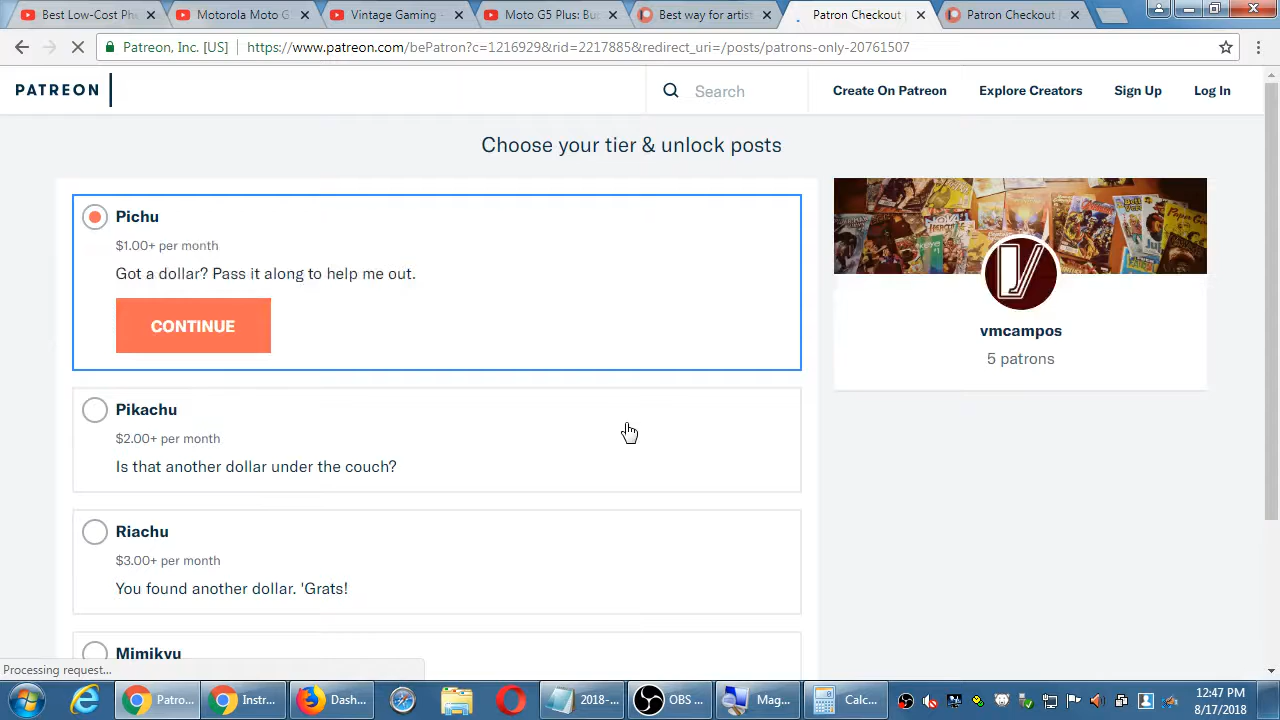 Best Low-Cost Ph
Motorola Moto G
Vintage Gaming -
Moto G5 Plus: Bu
Best way for artist
Patron Checkout |
Patron Checkout |
Patreon, Inc. [US]
https://www.patreon.com/bePatron?c=1216929&rid=2217885&redirect_uri=/posts/patrons-only-20761507
PATREON
Search
Create On Patreon
Explore Creators
Sign Up
Log In
Choose your tier & unlock posts
Pichu
$1.00+ per month
Got a dollar? Pass it along to help me out.
CONTINUE
vmcampos
5 patrons
Pikachu
$2.00+ per month
Is that another dollar under the couch?
Riachu
$3.00+ per month
You found another dollar. 'Grats!
Mimikyu
Processing request...
Patro...
Instr...
Dash...
2018-...
OBS ...
Mag...
Calc...
12:47 PM
8/17/2018